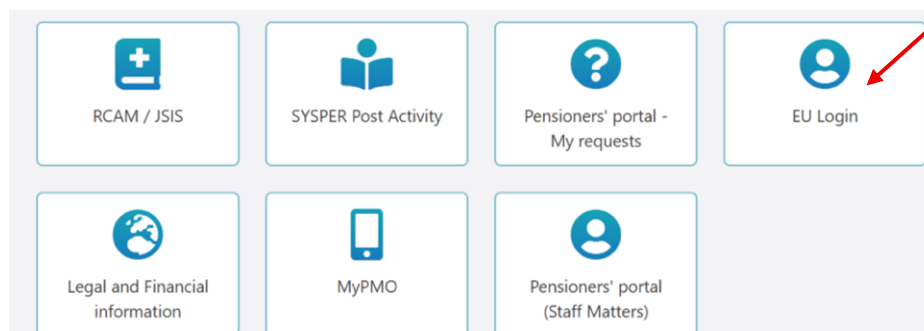 RCAM / JSIS
SYSPER Post Activity
Pensioners' portal -
My requests
EU Login
Legal and Financial
information
MyPMO
Pensioners' portal
(Staff Matters)